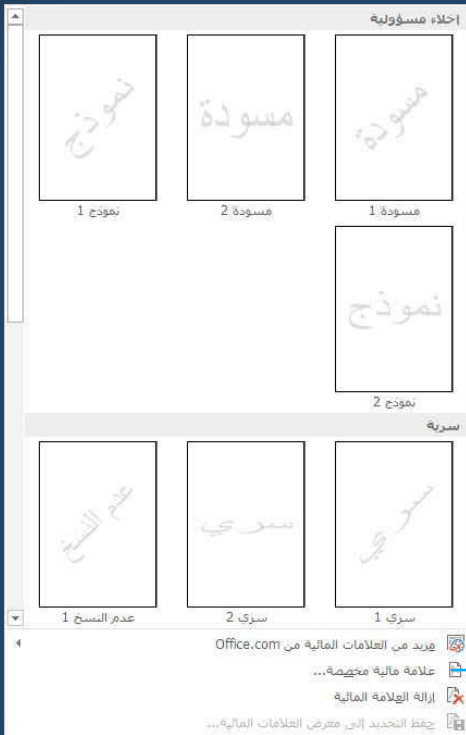 إخلاء مسؤولية
مسودة
مسودة
نموذج
مسودة 1
مسودة 2
نموذج 1
نموذج
نموذج 2
سرية
سري
سري
عدم النسخ
سري 1
سري 2
عدم النسخ 1
مزيد من العلامات المائية من Office.com
علامة مائية مخصصة...
إزالة العلامة المائية
حفظ التحديد إلى معرض العلامات المائية...